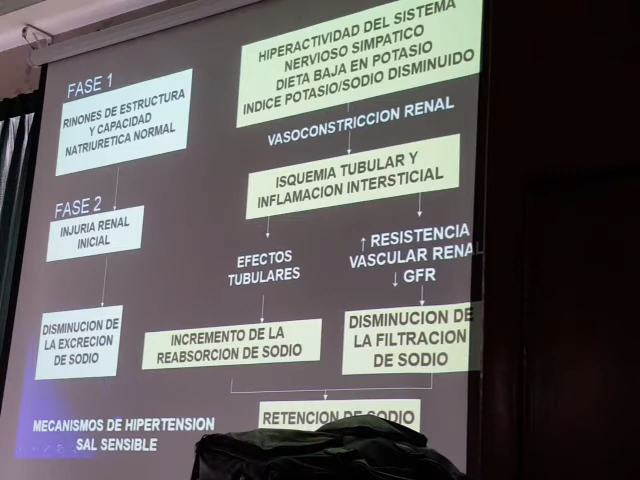 FASE 1
RINONES DE ESTRUCTURA
Y CAPACIDAD
NATRIURETICA NORMAL
FASE 2
INJURIA RENAL
INICIAL
DISMINUCION DE
LA EXCRECION
DE SODIO
HIPERACTIVIDAD DEL SISTEMA
NERVIOSO SIMPATICO
DIETA BAJA EN POTASIO
INDICE POTASIO/SODIO DISMINUIDO
VASOCONSTRICCION RENAL
ISQUEMIA TUBULAR Y
INFLAMACION INTERSTICIAL
EFECTOS
TUBULARES
↑ RESISTENCIA
VASCULAR RENAL
↓ GFR
INCREMENTO DE LA
REABSORCION DE SODIO
DISMINUCION DE
LA FILTRACION
DE SODIO
RETENCION DE SODIO
MECANISMOS DE HIPERTENSION
SAL SENSIBLE